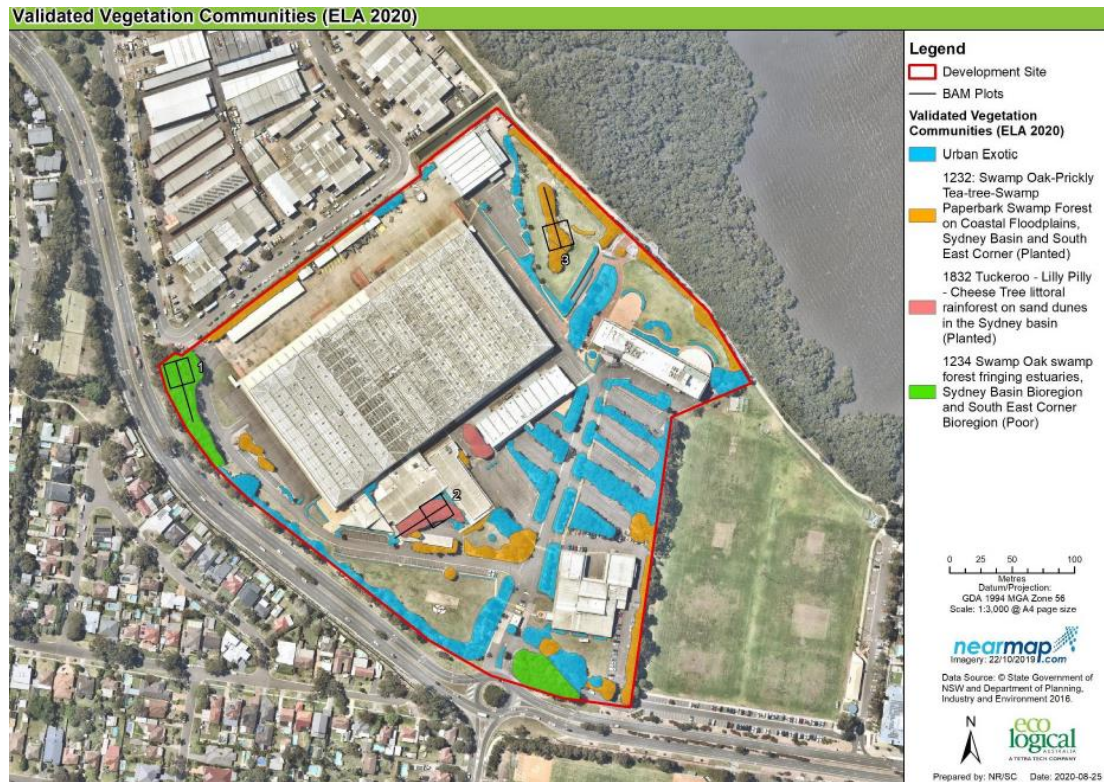 Validated Vegetation Communities (ELA 2020)
1
2
3
Legend
Development Site
BAM Plots
Validated Vegetation
Communities (ELA 2020)
Urban Exotic
1232: Swamp Oak-Prickly
Tea-tree-Swamp
Paperbark Swamp Forest
on Coastal Floodplains,
Sydney Basin and South
East Corner (Planted)
1832 Tuckeroo - Lilly Pilly
- Cheese Tree littoral
rainforest on sand dunes
in the Sydney basin
(Planted)
1234 Swamp Oak swamp
forest fringing estuaries,
Sydney Basin Bioregion
and South East Corner
Bioregion (Poor)
0 25 50 100
Metres
Datum/Projection:
GDA 1994 MGA Zone 56
Scale: 1:3,000 @ A4 page size
nearmap
.com
Imagery: 22/10/2019
Data Source: © State Government of
NSW and Department of Planning,
Industry and Environment 2016.
N
eco
logical
AUSTRALIA
A TETRA TECH COMPANY
Prepared by: NR/SC Date: 2020-08-25